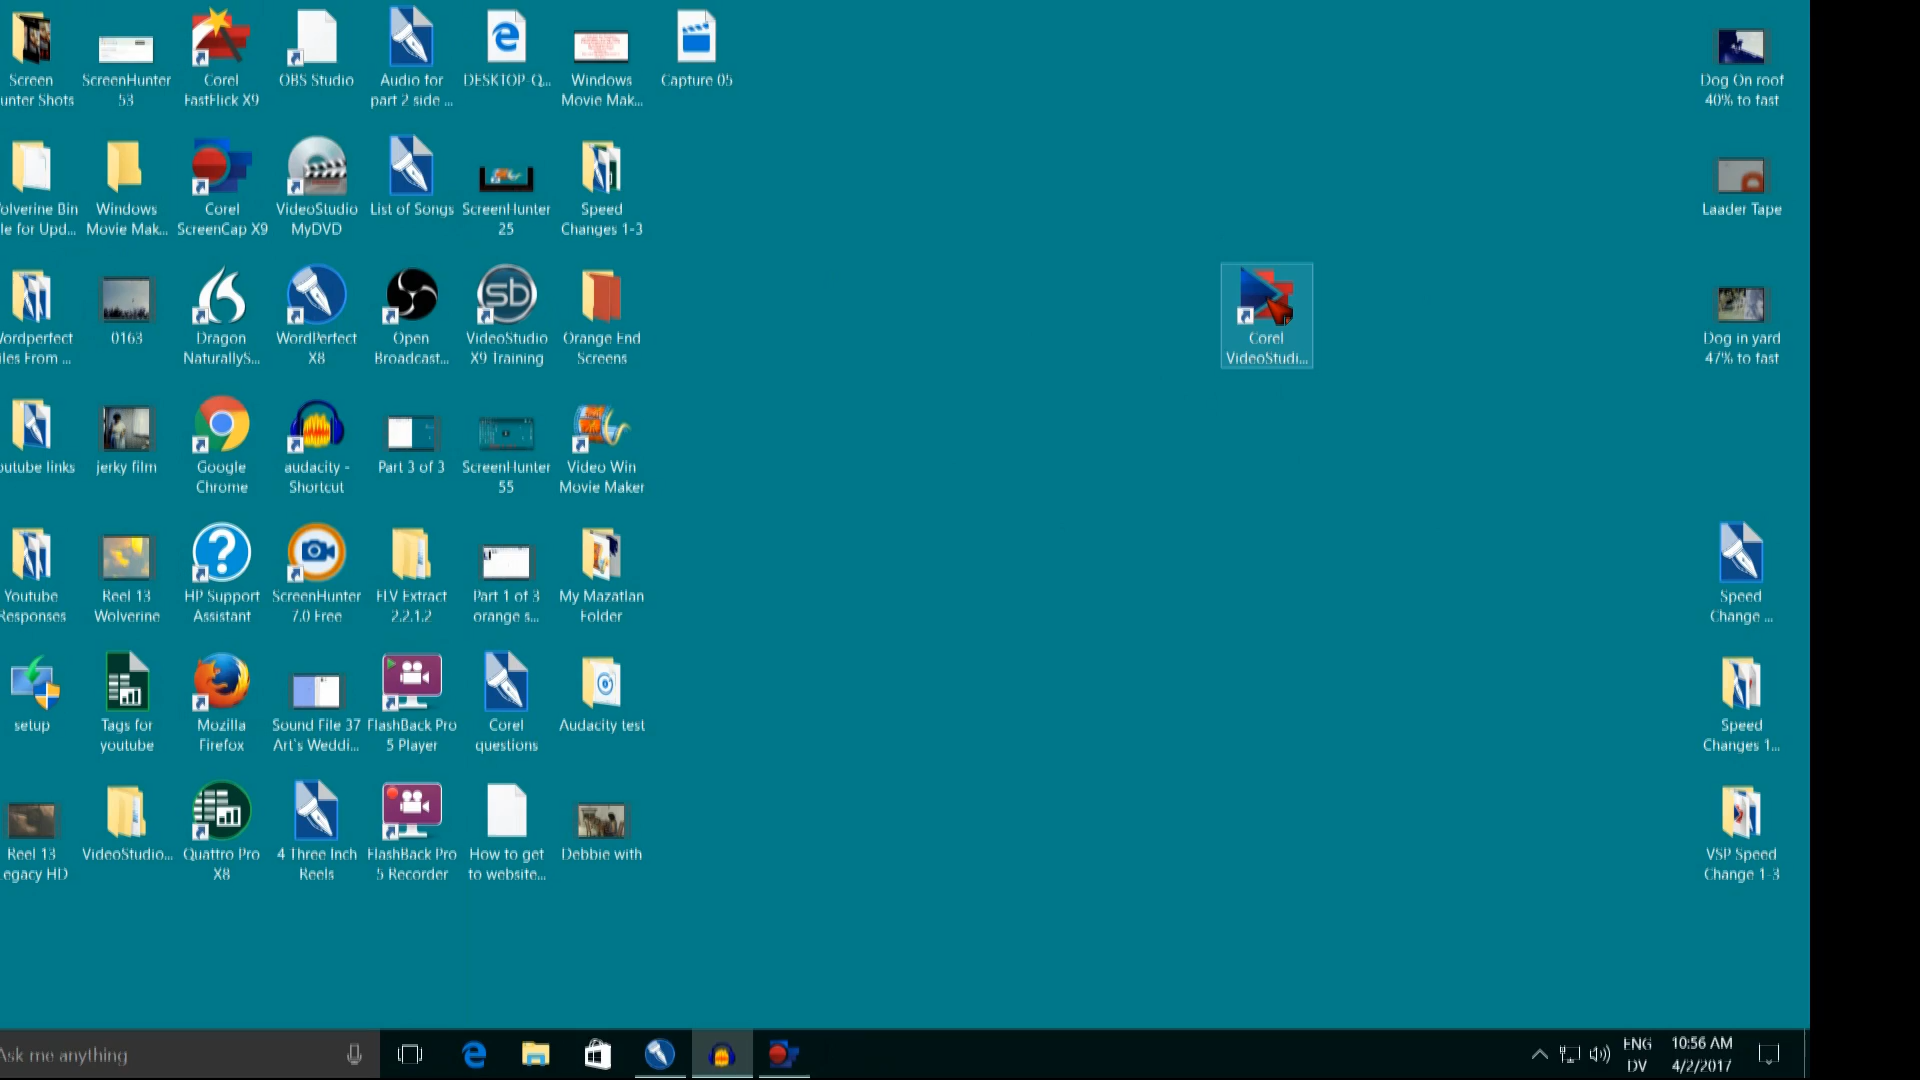 Screen
unter Shots
ScreenHunter
53
Corel
FastFlick X9
OBS Studio
Audio for
part 2 side ...
DESKTOP-Q...
Windows
Movie Mak...
Capture 05
Dog On roof
40% to fast
olverine Bin
le for Upd...
Windows
Movie Mak...
Corel
ScreenCap X9
VideoStudio
MyDVD
List of Songs
ScreenHunter
25
Speed
Changes 1-3
Laader Tape
Wordperfect
iles From ...
0163
Dragon
NaturallyS...
WordPerfect
X8
Open
Broadcast...
sb
VideoStudio
X9 Training
Orange End
Screens
Corel
VideoStudi...
Dog in yard
47% to fast
outube links
jerky film
Google
Chrome
audacity -
Shortcut
Part 3 of 3
ScreenHunter
55
Video Win
Movie Maker
Youtube
Responses
Reel 13
Wolverine
HP Support
Assistant
ScreenHunter
7.0 Free
FLV Extract
2.2.1.2
Part 1 of 3
orange s...
My Mazatlan
Folder
Speed
Change ...
setup
Tags for
youtube
Mozilla
Firefox
Sound File 37
Art's Weddi...
FlashBack Pro
5 Player
Corel
questions
Audacity test
Speed
Changes 1...
Reel 13
egacy HD
VideoStudio...
Quattro Pro
X8
4 Three Inch
Reels
FlashBack Pro
5 Recorder
How to get
to website...
Debbie with
VSP Speed
Change 1-3
Ask me anything
ENG
DV
10:56 AM
4/2/2017